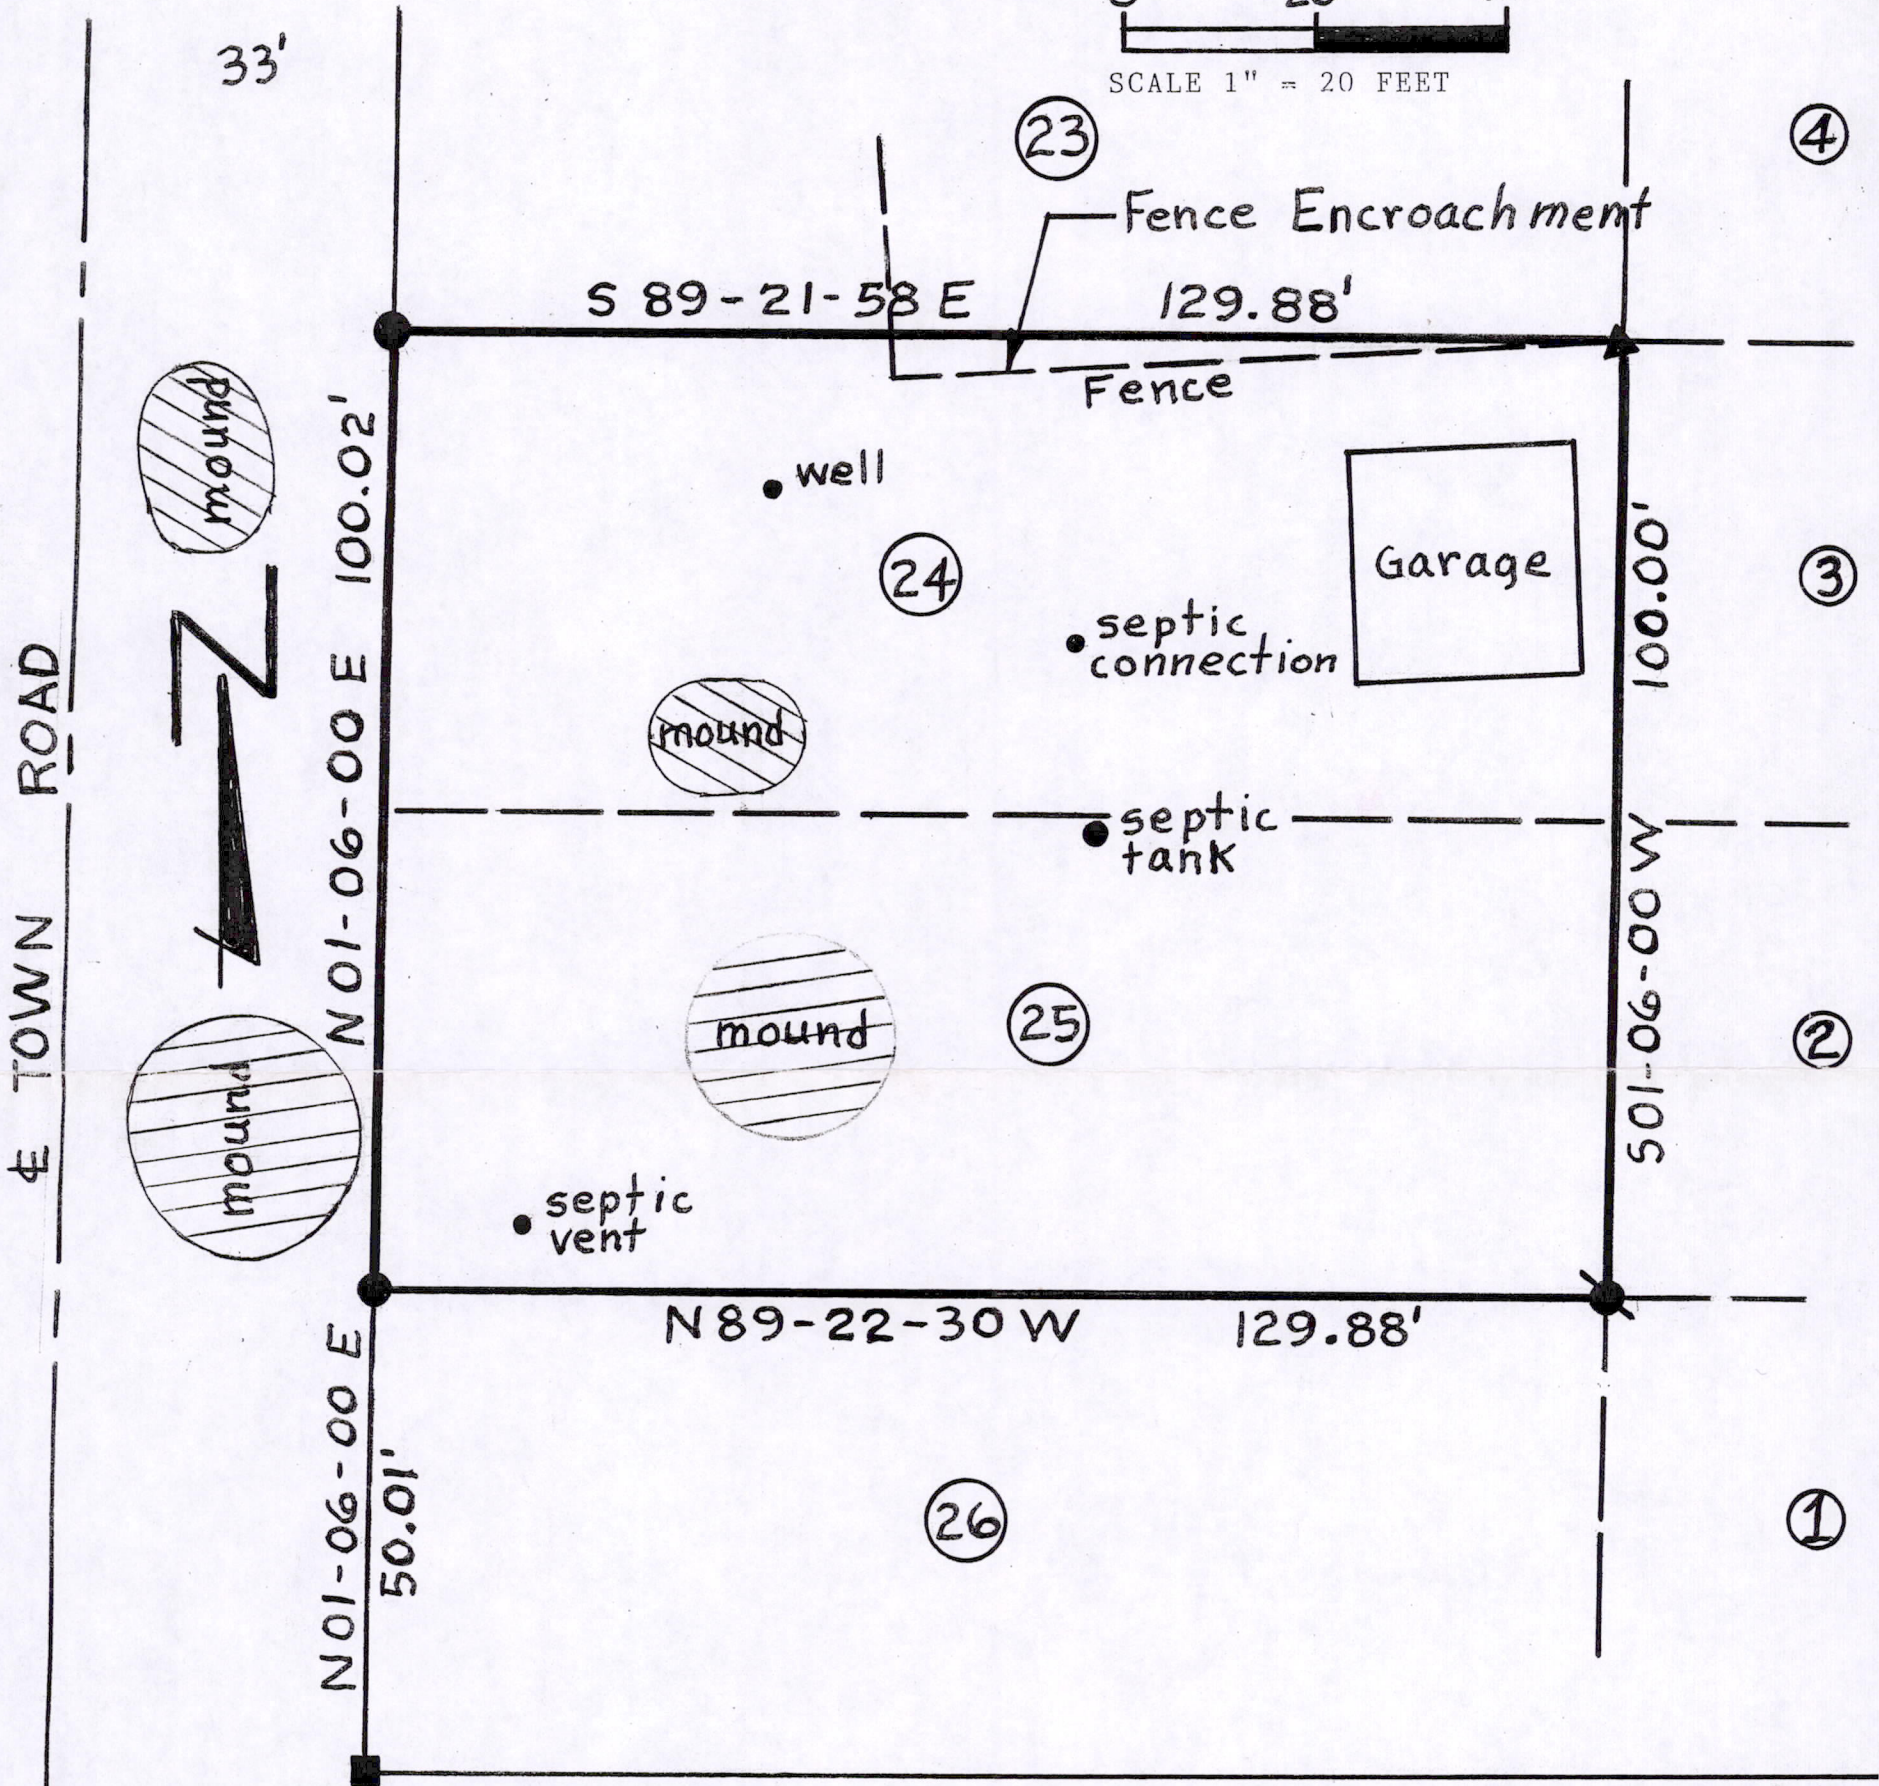 33'
SCALE 1" = 20 FEET
23
4
Fence Encroachment
S 89-21-58 E 129.88'
Fence
mound
well
N 01-06-00 E 100.02'
24
Garage
3
septic
connection
100.00'
mound
septic
tank
℄ TOWN ROAD
S01-06-00 W
mound
25
2
mound
septic
vent
N 89-22-30 W 129.88'
N 01-06-00 E
50.01'
26
1